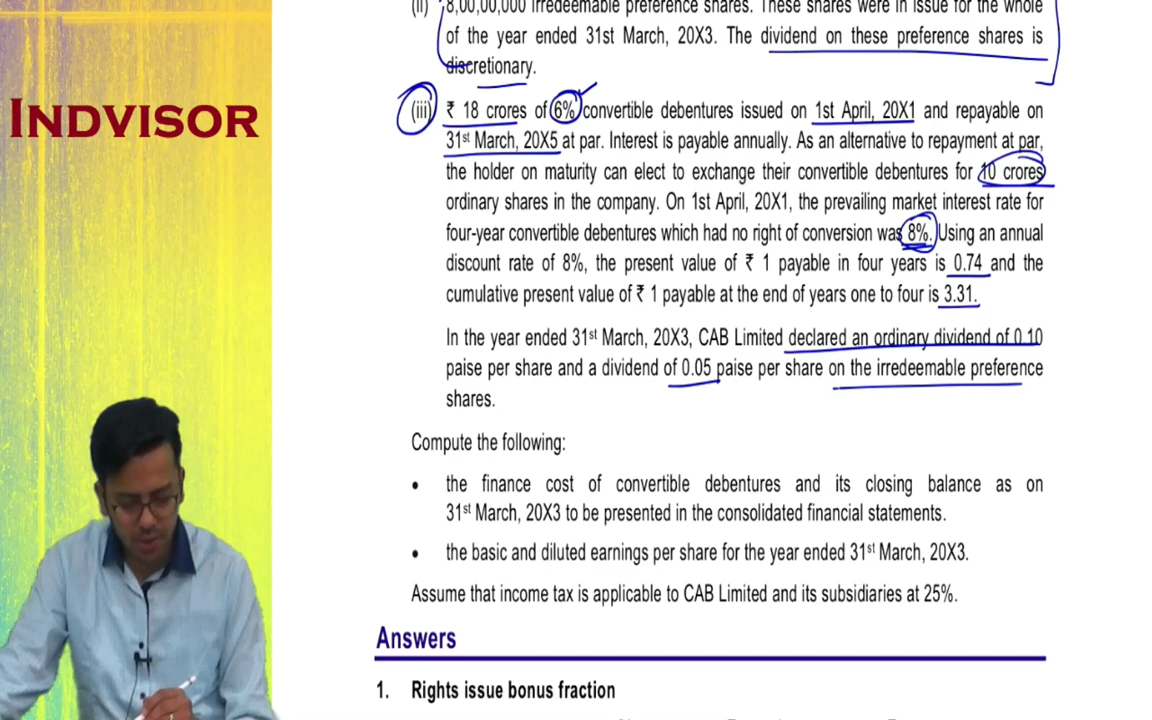 INDVISOR
(ii) 8,00,00,000 irredeemable preference shares. These shares were in issue for the whole
of the year ended 31st March, 20X3. The dividend on these preference shares is
discretionary.
(iii) ₹ 18 crores of 6% convertible debentures issued on 1st April, 20X1 and repayable on
31st March, 20X5 at par. Interest is payable annually. As an alternative to repayment at par,
the holder on maturity can elect to exchange their convertible debentures for 10 crores
ordinary shares in the company. On 1st April, 20X1, the prevailing market interest rate for
four-year convertible debentures which had no right of conversion was 8%. Using an annual
discount rate of 8%, the present value of ₹ 1 payable in four years is 0.74 and the
cumulative present value of ₹ 1 payable at the end of years one to four is 3.31.
In the year ended 31st March, 20X3, CAB Limited declared an ordinary dividend of 0.10
paise per share and a dividend of 0.05 paise per share on the irredeemable preference
shares.
Compute the following:
• the finance cost of convertible debentures and its closing balance as on
31st March, 20X3 to be presented in the consolidated financial statements.
• the basic and diluted earnings per share for the year ended 31st March, 20X3.
Assume that income tax is applicable to CAB Limited and its subsidiaries at 25%.
Answers
1. Rights issue bonus fraction